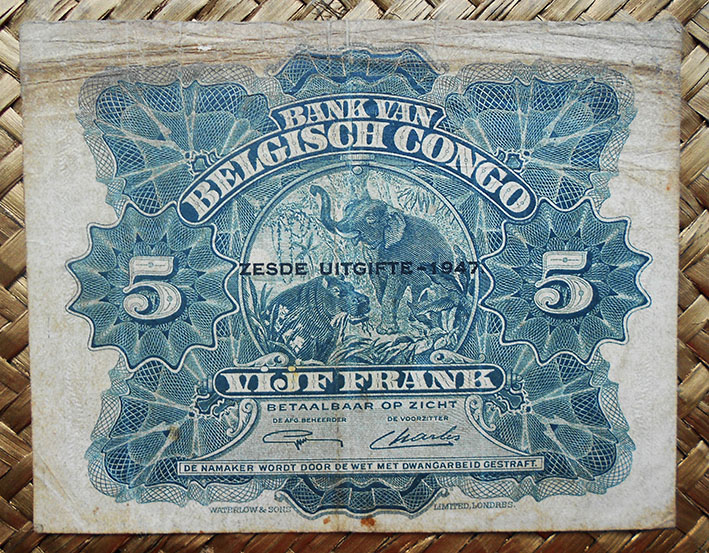 BANK VAN
BELGISCH CONGO
5 5
ZESDE UITGIFTE-1947
VIJF FRANK
BETAALBAAR OP ZICHT
DE AFG. BEHEERDER DE VOORZITTER
Charles
DE NAMAKER WORDT DOOR DE WET MET DWANGARBEID GESTRAFT.
WATERLOW & SONS LIMITED, LONDRES.